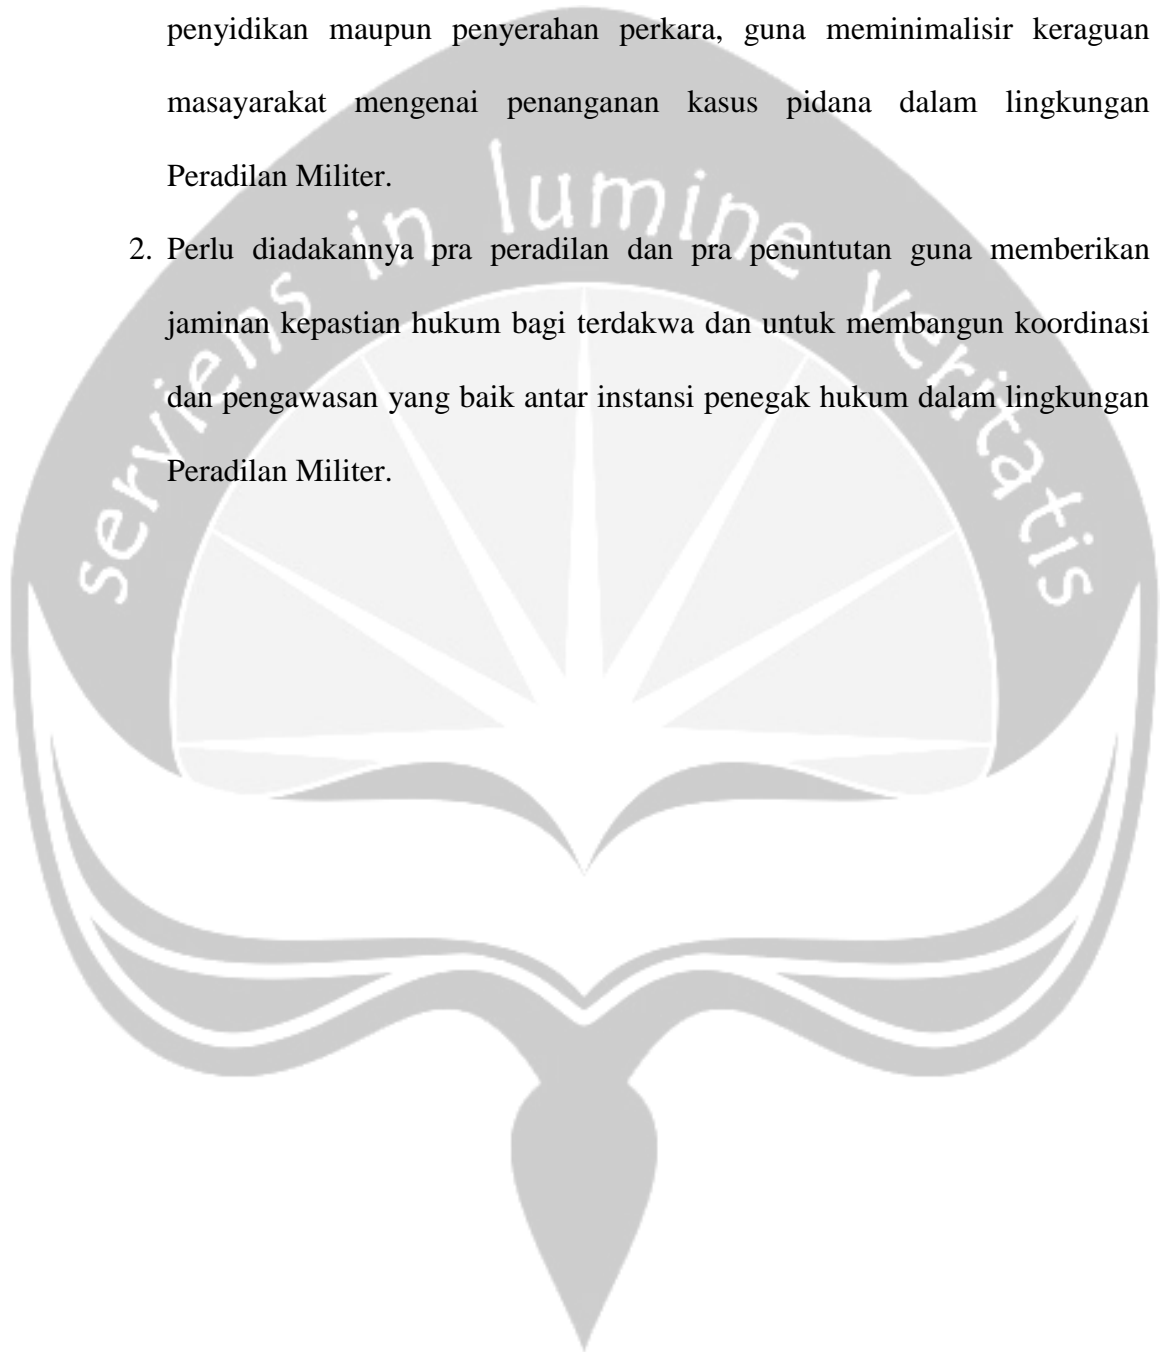 penyidikan maupun penyerahan perkara, guna meminimalisir keraguan
masayarakat mengenai penanganan kasus pidana dalam lingkungan
Peradilan Militer.
2. Perlu diadakannya pra peradilan dan pra penuntutan guna memberikan
jaminan kepastian hukum bagi terdakwa dan untuk membangun koordinasi
dan pengawasan yang baik antar instansi penegak hukum dalam lingkungan
Peradilan Militer.
serviens in lumine veritatis